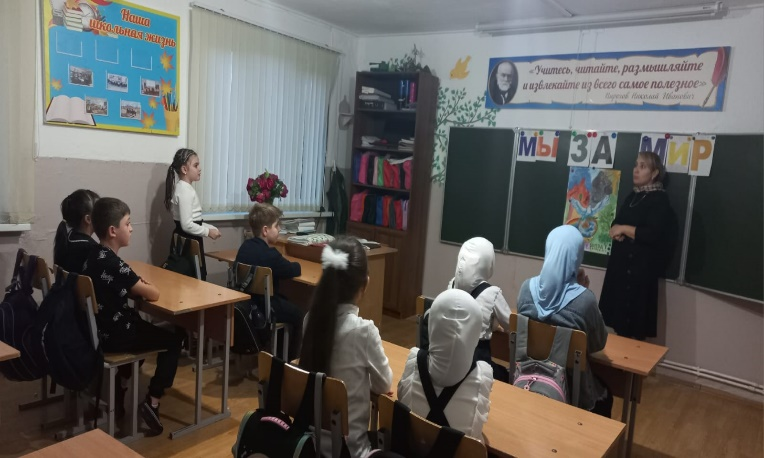 Наша
школьная жизнь
«Учитесь, читайте, размышляйте
и извлекайте из всего самое полезное»
Пирогов Николай Иванович
МЫ ЗА МИР